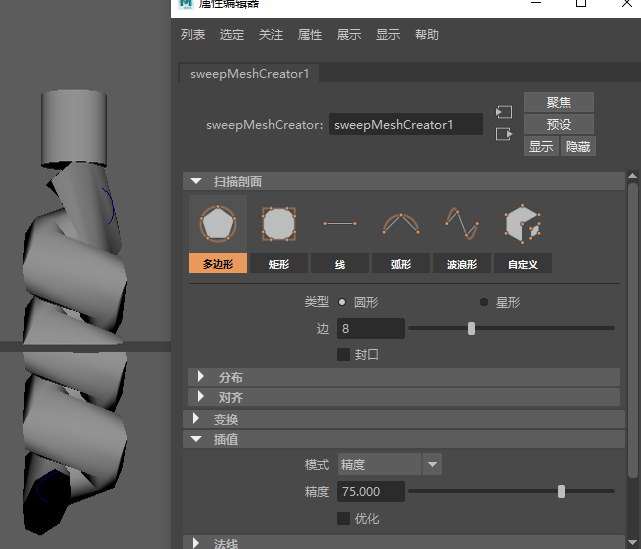 属性编辑器
列表 选定 关注 属性 展示 显示 帮助
sweepMeshCreator1
聚焦
sweepMeshCreator: sweepMeshCreator1
预设
显示 隐藏
扫描剖面
多边形 矩形 线 弧形 波浪形 自定义
类型 圆形 星形
边 8
封口
分布
对齐
变换
插值
模式 精度
精度 75.000
优化
法线